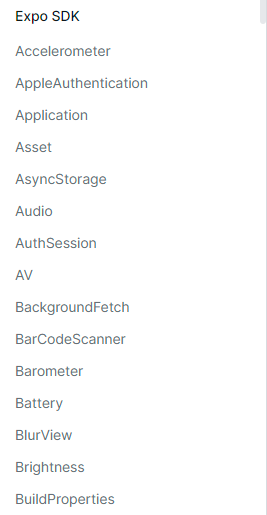 Expo SDK
Accelerometer
AppleAuthentication
Application
Asset
AsyncStorage
Audio
AuthSession
AV
BackgroundFetch
BarCodeScanner
Barometer
Battery
BlurView
Brightness
BuildProperties